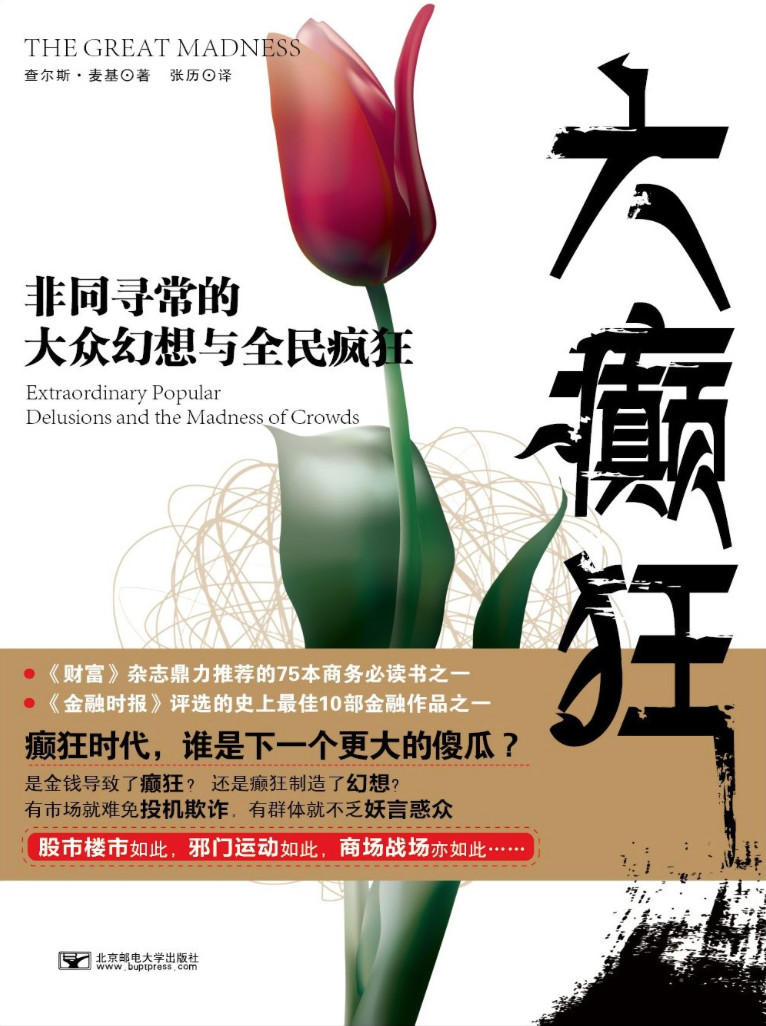 THE GREAT MADNESS
查尔斯·麦基⊙著 张历⊙译
大癫狂
非同寻常的
大众幻想与全民疯狂
Extraordinary Popular
Delusions and the Madness of Crowds
● 《财富》杂志鼎力推荐的75本商务必读书之一
● 《金融时报》评选的史上最佳10部金融作品之一
癫狂时代，谁是下一个更大的傻瓜？
是金钱导致了癫狂？ 还是癫狂制造了幻想？
有市场就难免投机欺诈，有群体就不乏妖言惑众
股市楼市如此，邪门运动如此，商场战场亦如此……
北京邮电大学出版社
www.buptpress.com